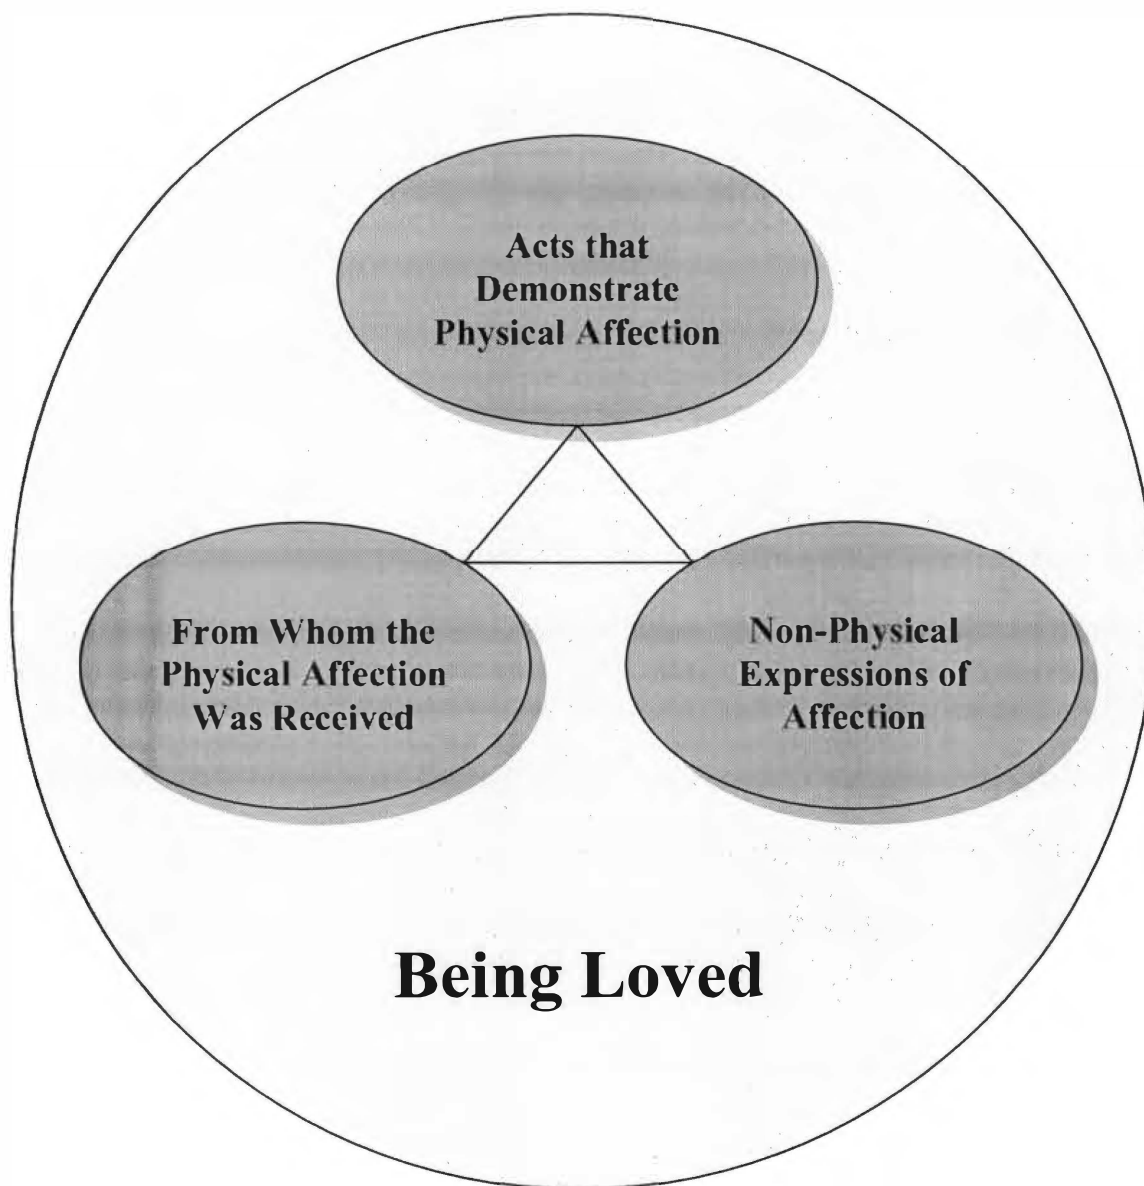 Acts that
Demonstrate
Physical Affection
From Whom the
Physical Affection
Was Received
Non-Physical
Expressions of
Affection
Being Loved